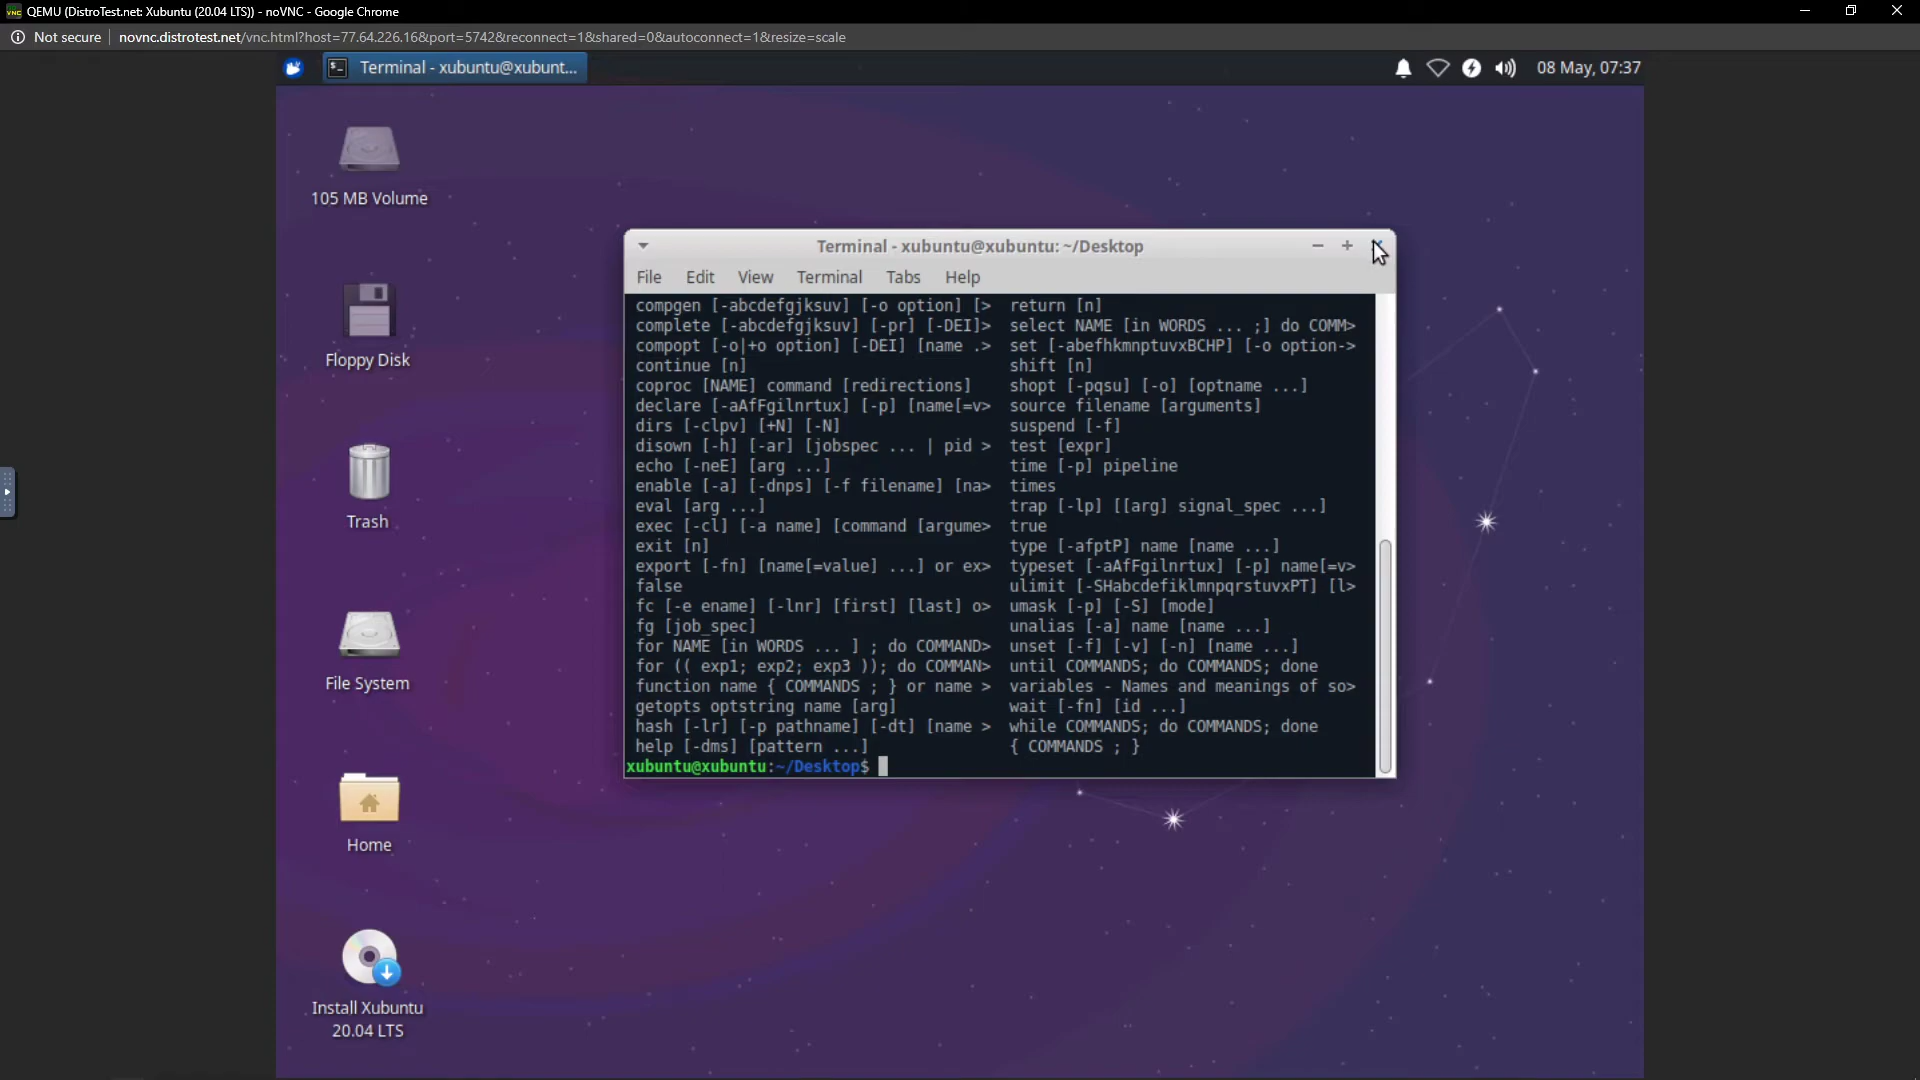 QEMU (DistroTest.net: Xubuntu (20.04 LTS)) - noVNC - Google Chrome
Not secure | novnc.distrotest.net/vnc.html?host=77.64.226.16&port=5742&reconnect=1&shared=0&autoconnect=1&resize=scale
Terminal - xubuntu@xubunt...
08 May, 07:37
105 MB Volume
Floppy Disk
Trash
File System
Home
Install Xubuntu
20.04 LTS
Terminal - xubuntu@xubuntu: ~/Desktop
File Edit View Terminal Tabs Help
compgen [-abcdefgjksuv] [-o option] [> return [n]
complete [-abcdefgjksuv] [-pr] [-DEI]> select NAME [in WORDS ... ;] do COMM>
compopt [-o|+o option] [-DEI] [name .> set [-abefhkmnptuvxBCHP] [-o option->
continue [n] shift [n]
coproc [NAME] command [redirections] shopt [-pqsu] [-o] [optname ...]
declare [-aAfFgilnrtux] [-p] [name[=v> source filename [arguments]
dirs [-clpv] [+N] [-N] suspend [-f]
disown [-h] [-ar] [jobspec ... | pid > test [expr]
echo [-neE] [arg ...] time [-p] pipeline
enable [-a] [-dnps] [-f filename] [na> times
eval [arg ...] trap [-lp] [[arg] signal_spec ...]
exec [-cl] [-a name] [command [argume> true
exit [n] type [-afptP] name [name ...]
export [-fn] [name[=value] ...] or ex> typeset [-aAfFgilnrtux] [-p] name[=v>
false ulimit [-SHabcdefiklmnpqrstuvxPT] [l>
fc [-e ename] [-lnr] [first] [last] o> umask [-p] [-S] [mode]
fg [job_spec] unalias [-a] name [name ...]
for NAME [in WORDS ... ] ; do COMMAND> unset [-f] [-v] [-n] [name ...]
for (( exp1; exp2; exp3 )); do COMMAN> until COMMANDS; do COMMANDS; done
function name { COMMANDS ; } or name > variables - Names and meanings of so>
getopts optstring name [arg] wait [-fn] [id ...]
hash [-lr] [-p pathname] [-dt] [name > while COMMANDS; do COMMANDS; done
help [-dms] [pattern ...] { COMMANDS ; }
xubuntu@xubuntu:~/Desktop$